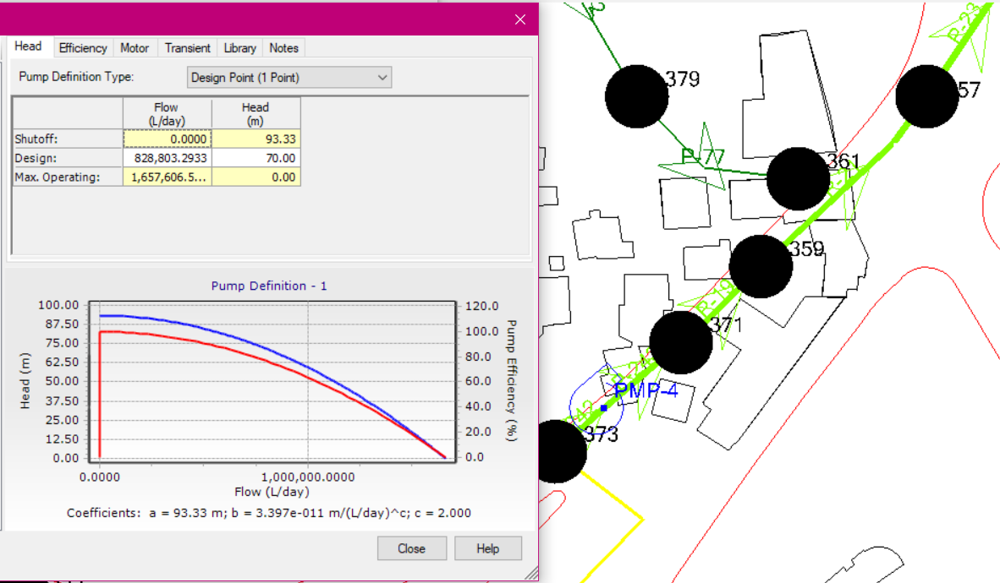 Head Efficiency Motor Transient Library Notes
Pump Definition Type: Design Point (1 Point)
Flow (L/day) Head (m)
Shutoff: 0.0000 93.33
Design: 828,803.2933 70.00
Max. Operating: 1,657,606.5... 0.00
Pump Definition - 1
100.00
87.50
75.00
62.50
50.00
37.50
25.00
12.50
0.00
Head (m)
120.0
100.0
80.0
60.0
40.0
20.0
0.0
Pump Efficiency (%)
0.0000 1,000,000.0000
Flow (L/day)
Coefficients: a = 93.33 m; b = 3.397e-011 m/(L/day)^c; c = 2.000
Close Help
P-23
379
57
P-77
361
359
P-19
371
PMP-4
373